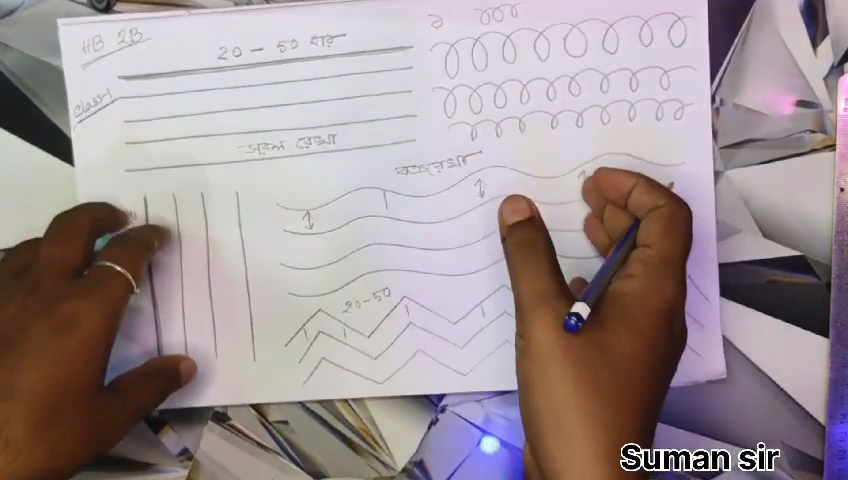 HB 2B
20 - 50 বার
Class-1
সরল রেখা
বক্ররেখা
20-50
Suman sir